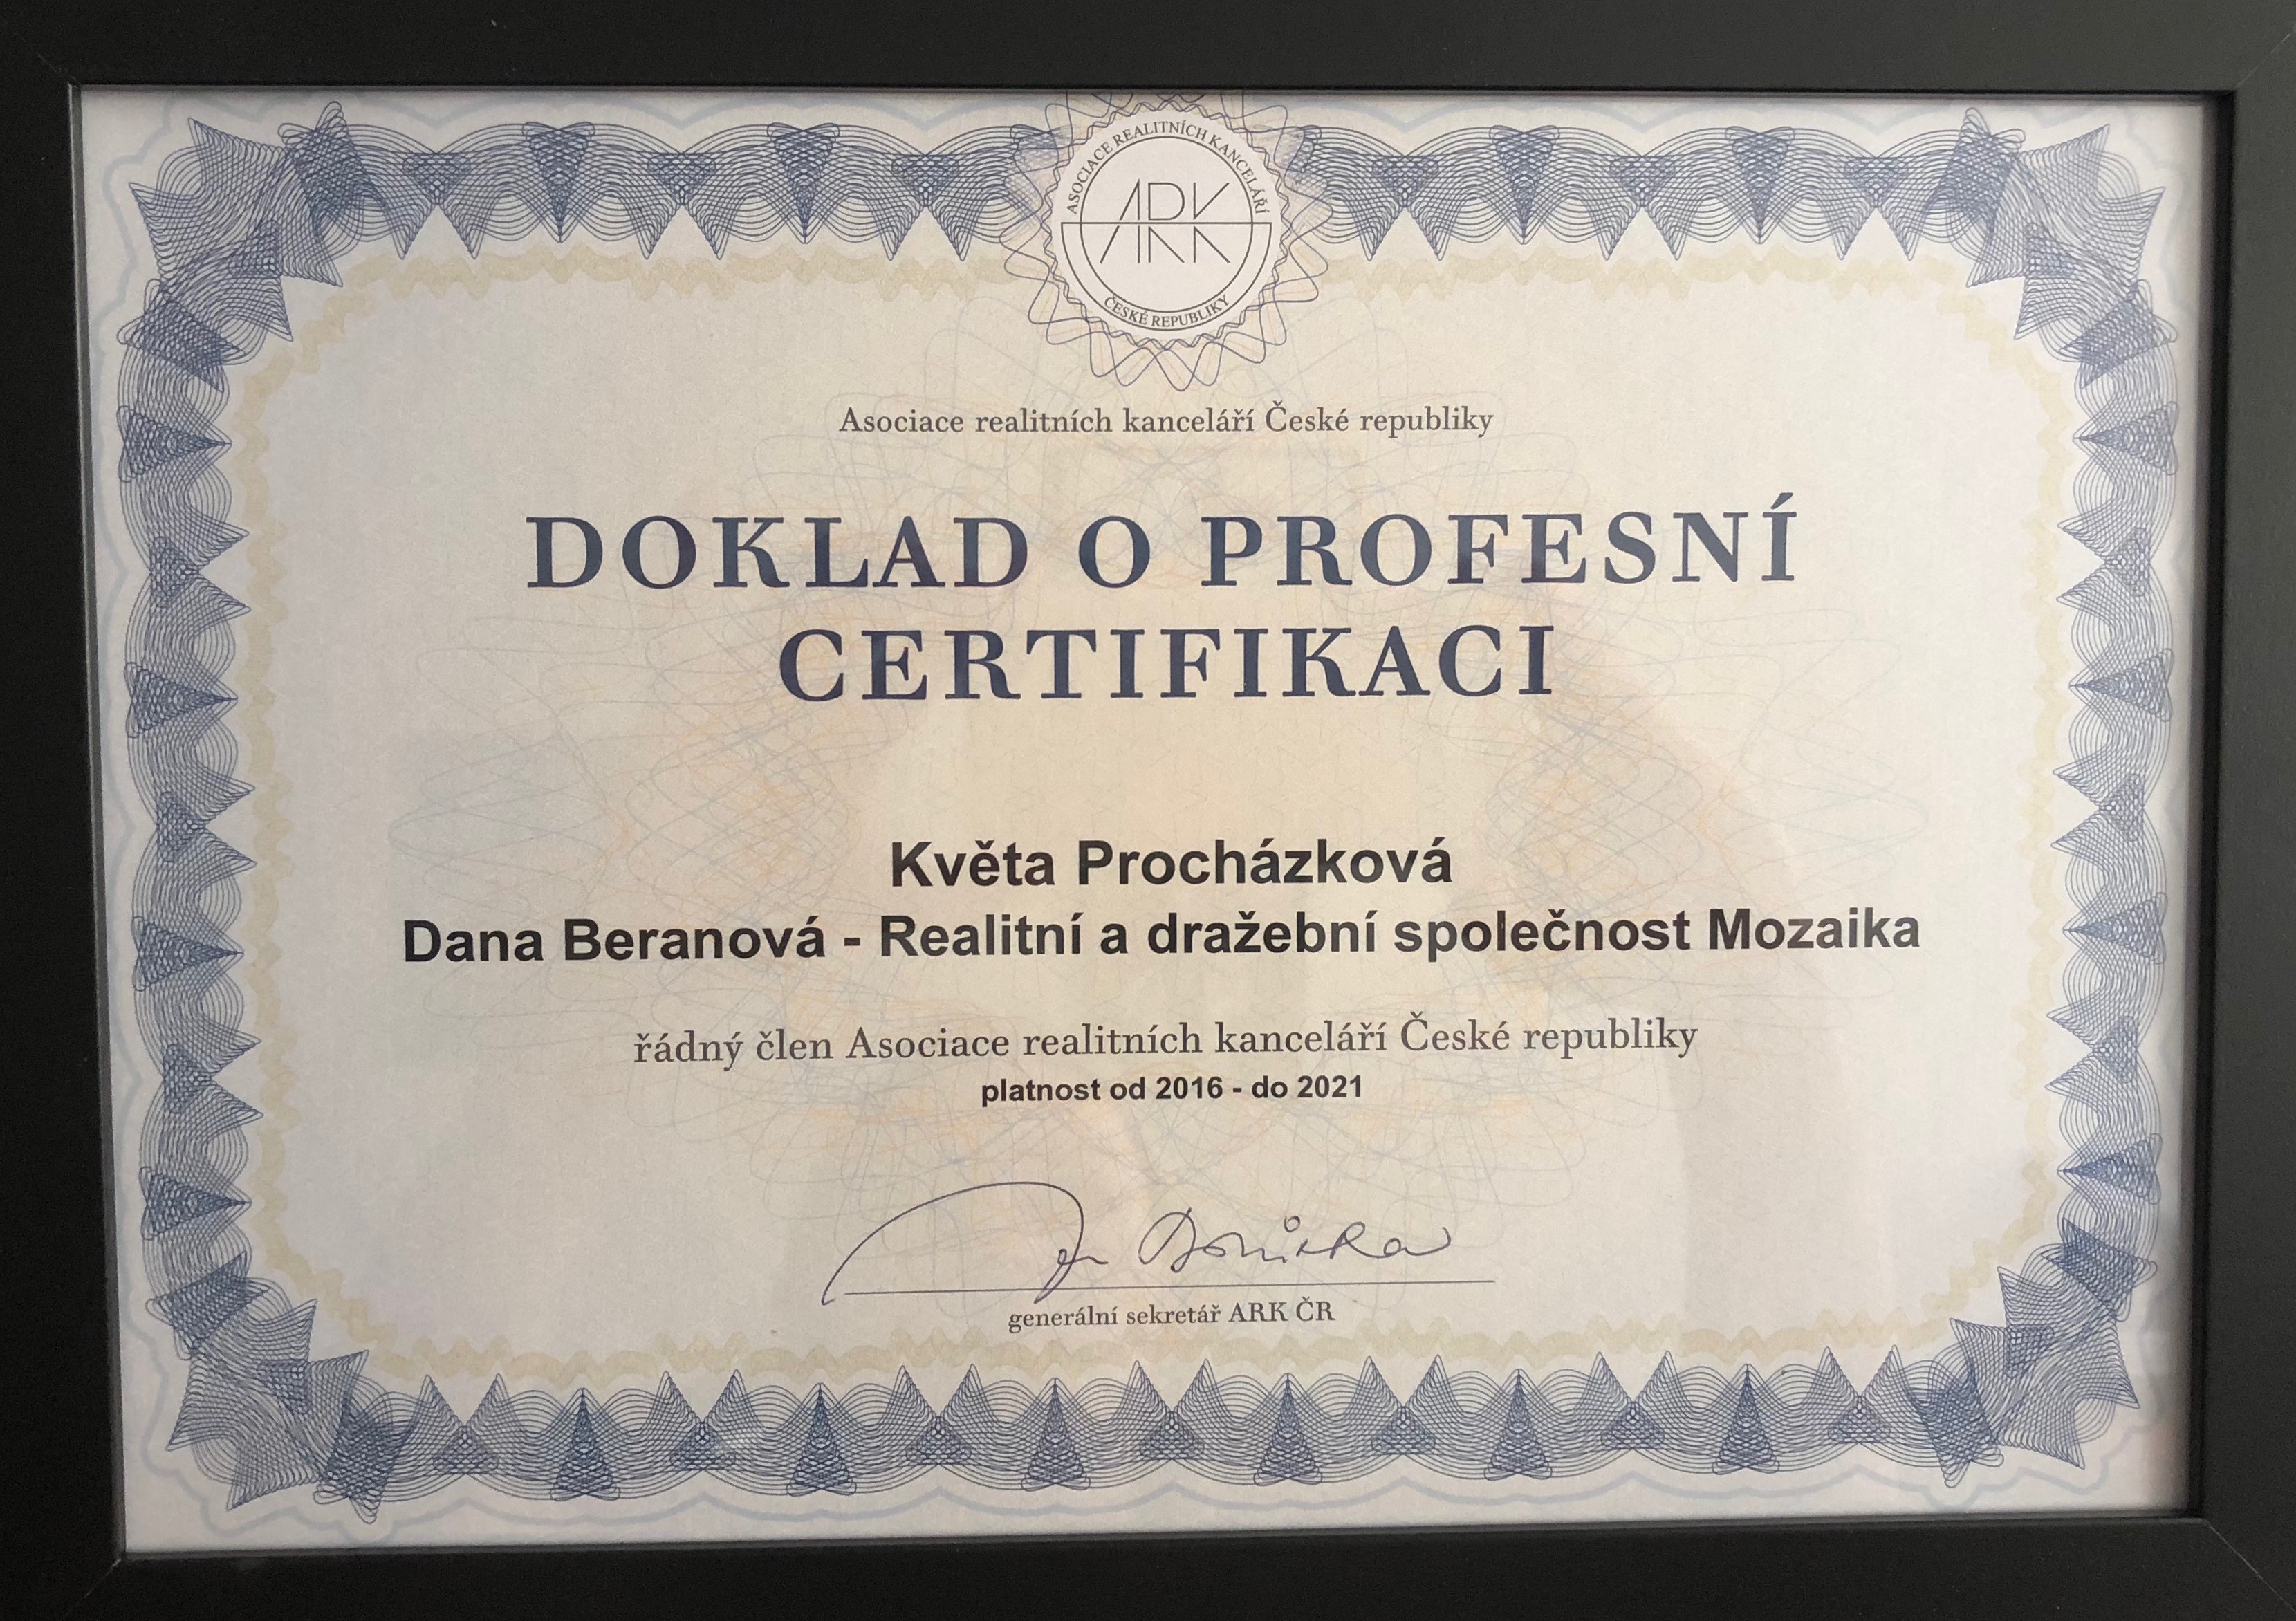 ASOCIACE REALITNÍCH KANCELÁŘÍ
ARK
ČESKÉ REPUBLIKY
Asociace realitních kanceláří České republiky
DOKLAD O PROFESNÍ
CERTIFIKACI
Květa Procházková
Dana Beranová - Realitní a dražební společnost Mozaika
řádný člen Asociace realitních kanceláří České republiky
platnost od 2016 - do 2021
generální sekretář ARK ČR